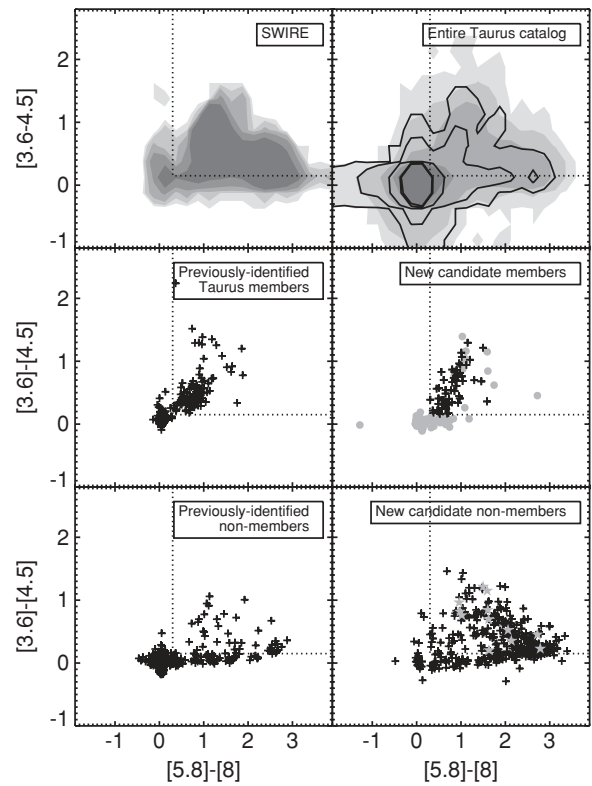 SWIRE
Entire Taurus catalog
2
1
0
-1
[3.6-4.5]
Previously-identified
Taurus members
New candidate members
2
1
0
-1
[3.6]-[4.5]
Previously-identified
non-members
New candidate non-members
2
1
0
-1
[3.6]-[4.5]
-1 0 1 2 3
-1 0 1 2 3
[5.8]-[8]
[5.8]-[8]